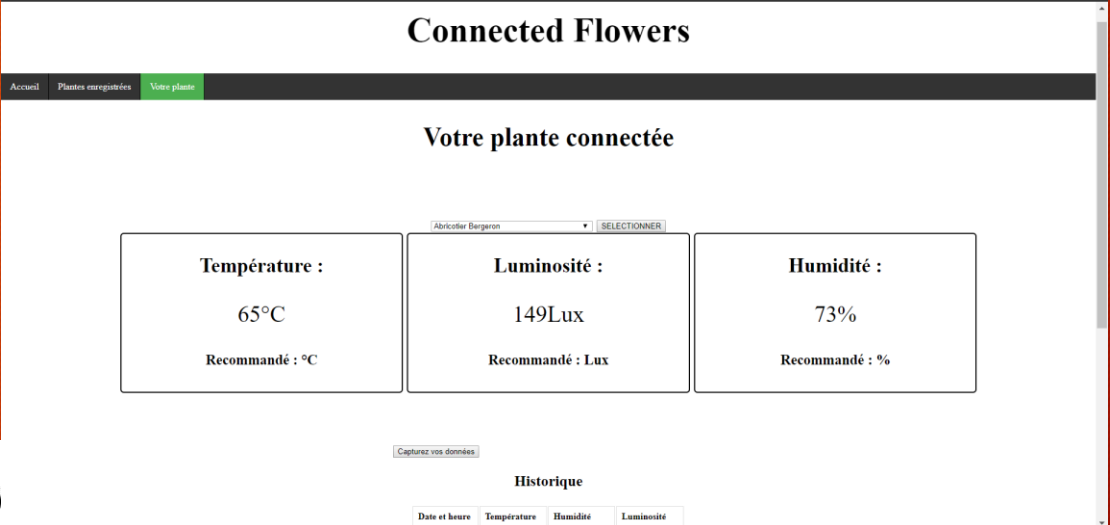 Connected Flowers
Accueil Plantes enregistrées Votre plante
Votre plante connectée
Abricotier Bergeron SELECTIONNER
Température : Luminosité : Humidité :
65°C 149Lux 73%
Recommandé : °C Recommandé : Lux Recommandé : %
Capturez vos données
Historique
Date et heure Température Humidité Luminosité